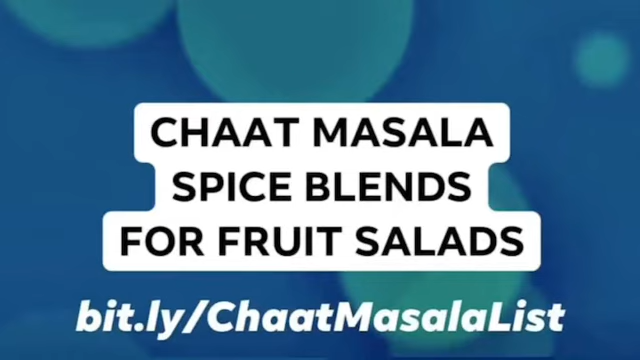 CHAAT MASALA
SPICE BLENDS
FOR FRUIT SALADS
bit.ly/ChaatMasalaList